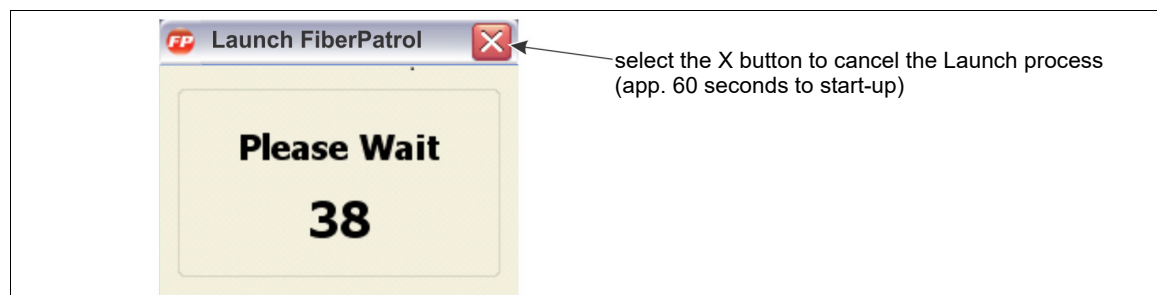 FP Launch FiberPatrol
select the X button to cancel the Launch process
(app. 60 seconds to start-up)
Please Wait
38